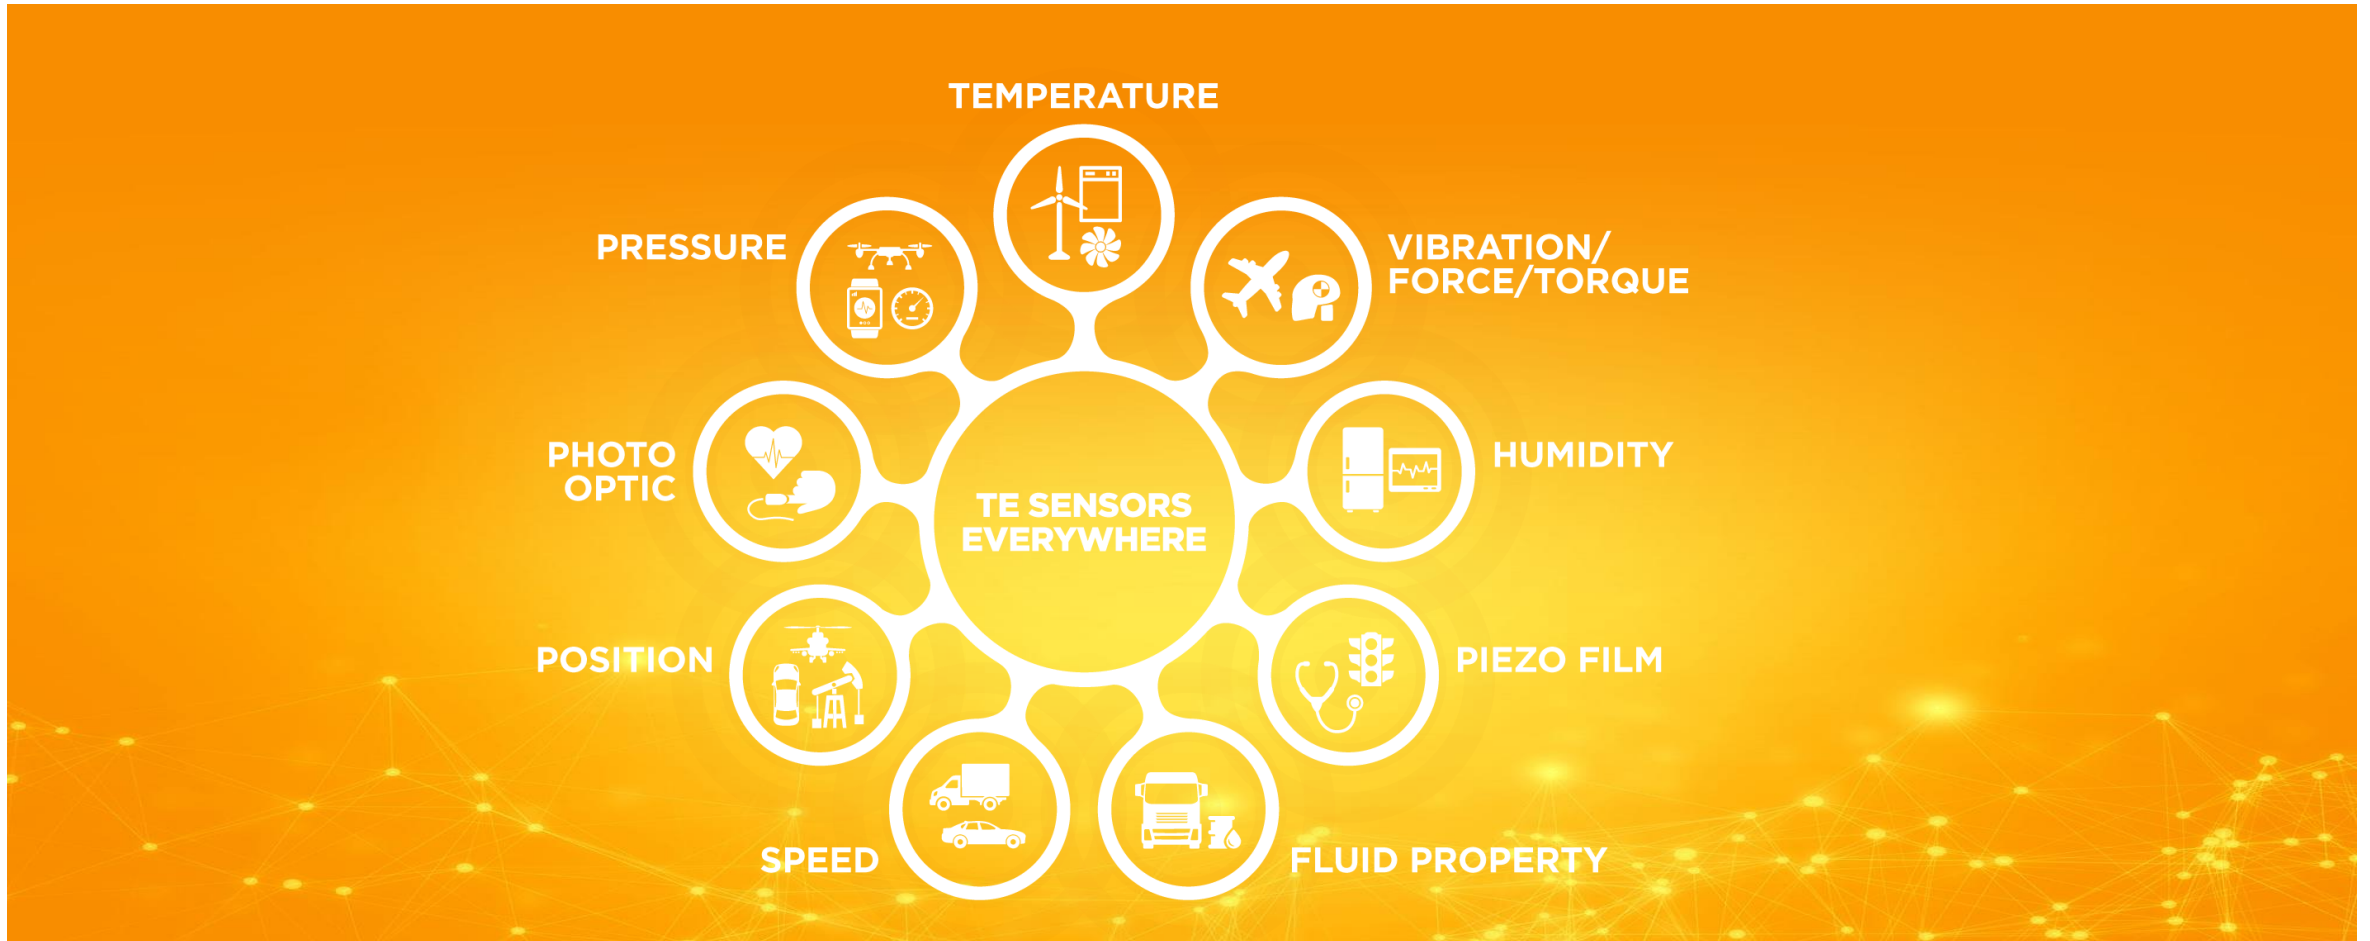 TEMPERATURE
PRESSURE
VIBRATION/
FORCE/TORQUE
PHOTO
OPTIC
HUMIDITY
TE SENSORS
EVERYWHERE
POSITION
PIEZO FILM
SPEED
FLUID PROPERTY